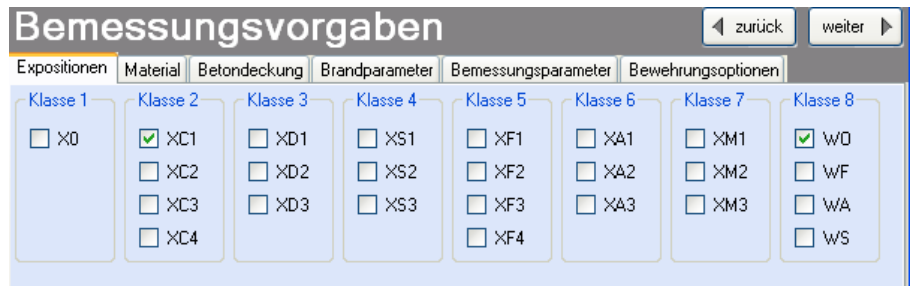 Bemessungsvorgaben zurück weiter
Expositionen Material Betondeckung Brandparameter Bemessungsparameter Bewehrungsoptionen
Klasse 1 Klasse 2 Klasse 3 Klasse 4 Klasse 5 Klasse 6 Klasse 7 Klasse 8
X0 XC1 XD1 XS1 XF1 XA1 XM1 WO
XC2 XD2 XS2 XF2 XA2 XM2 WF
XC3 XD3 XS3 XF3 XA3 XM3 WA
XC4 XF4 WS